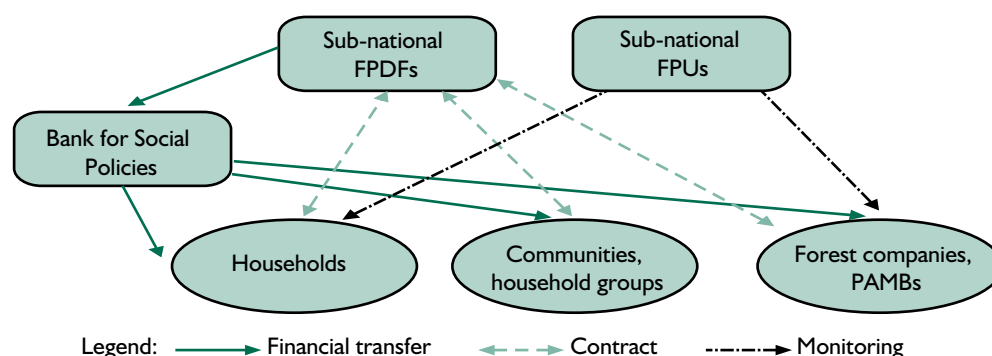 Sub-national
FPDFs
Sub-national
FPUs
Bank for Social
Policies
Households
Communities,
household groups
Forest companies,
PAMBs
Legend: Financial transfer Contract Monitoring